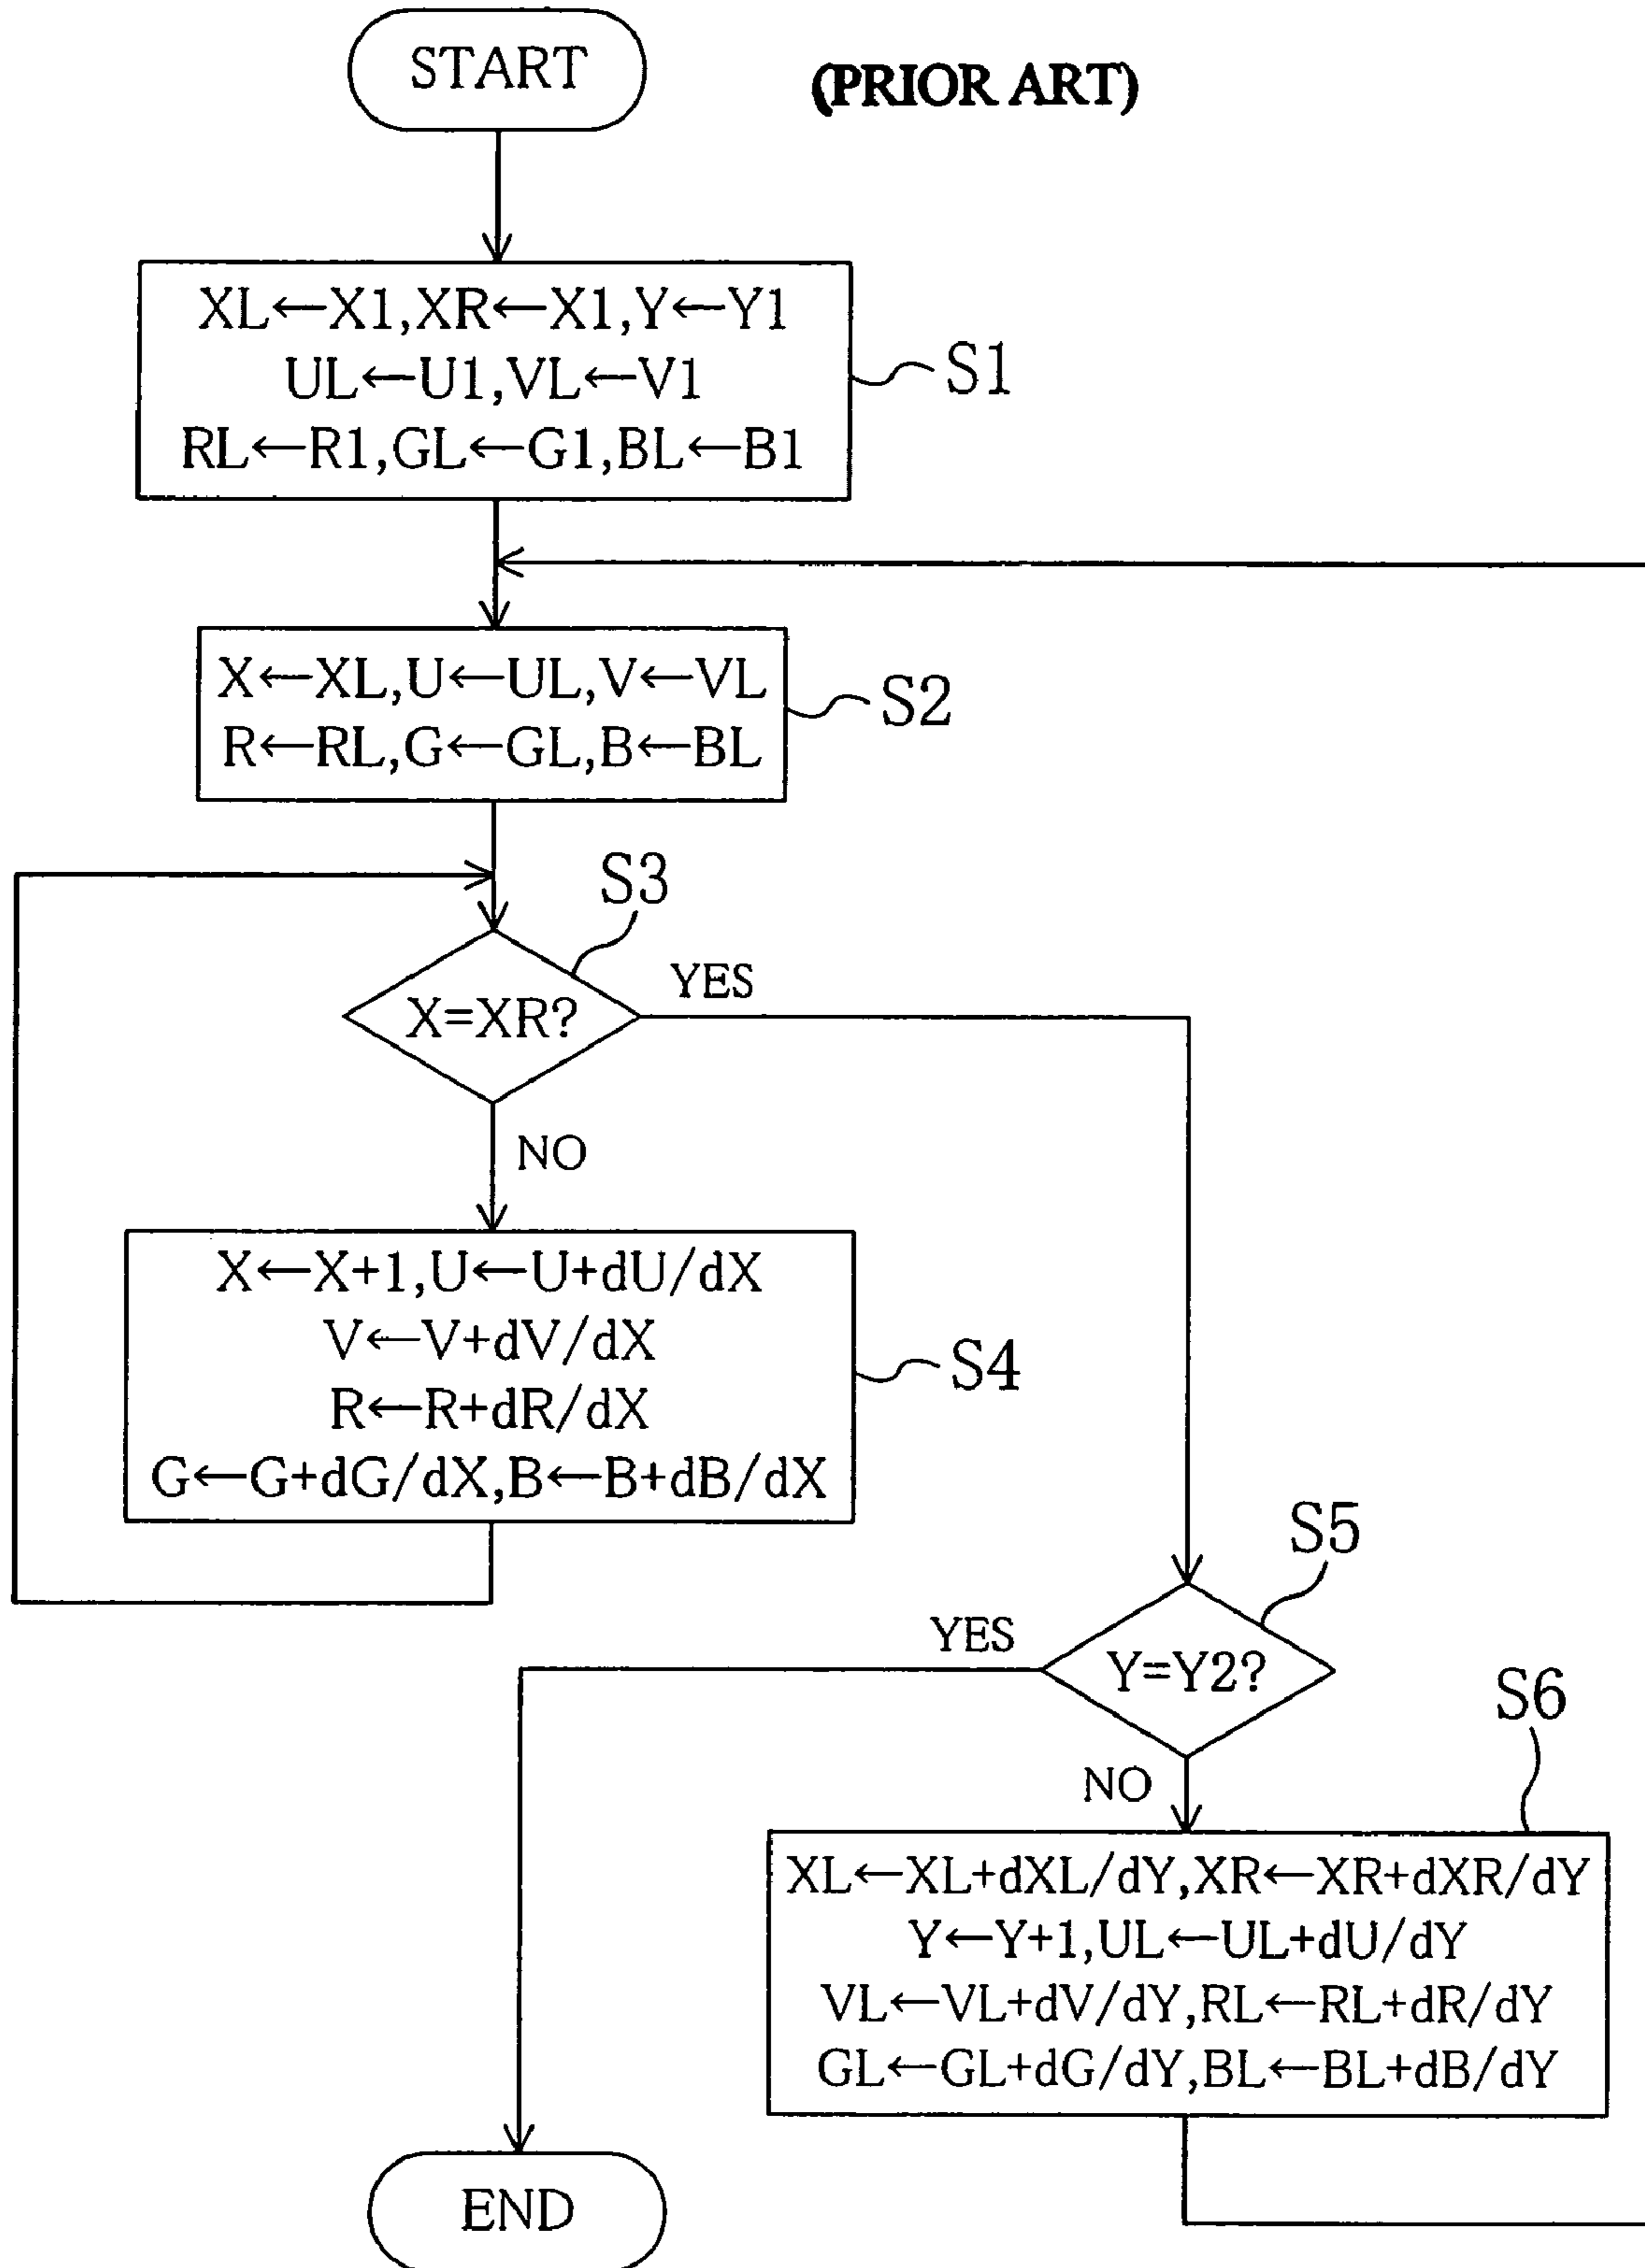 START
(PRIOR ART)
XL←X1,XR←X1,Y←Y1
UL←U1,VL←V1
RL←R1,GL←G1,BL←B1
S1
X←XL,U←UL,V←VL
R←RL,G←GL,B←BL
S2
S3
X=XR?
YES
NO
X←X+1,U←U+dU/dX
V←V+dV/dX
R←R+dR/dX
G←G+dG/dX,B←B+dB/dX
S4
S5
YES
Y=Y2?
NO
S6
XL←XL+dXL/dY,XR←XR+dXR/dY
Y←Y+1,UL←UL+dU/dY
VL←VL+dV/dY,RL←RL+dR/dY
GL←GL+dG/dY,BL←BL+dB/dY
END